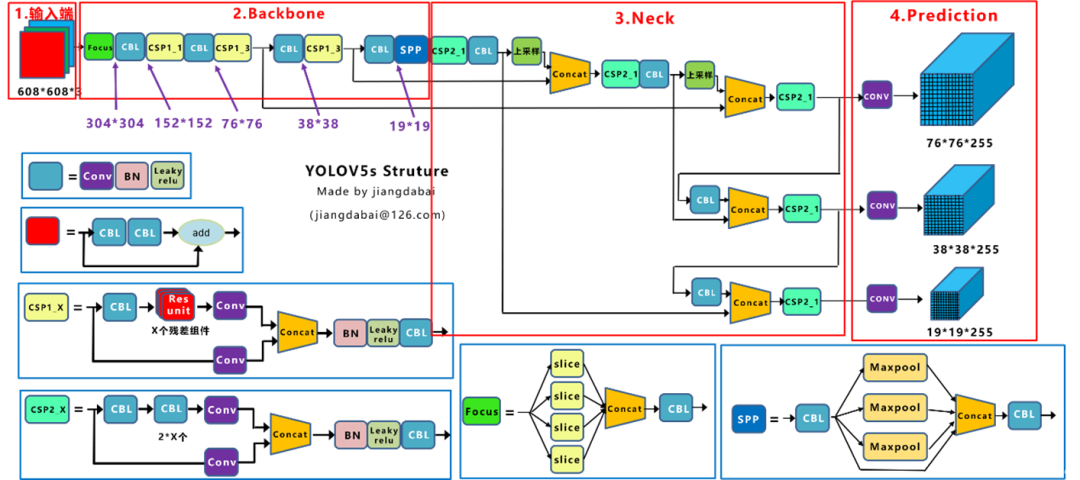 1.输入端
2.Backbone
3.Neck
4.Prediction
Focus CBL CSP1_1 CBL CSP1_3 CBL CSP1_3 CBL SPP CSP2_1 CBL 上采样
Concat CSP2_1 CBL 上采样
Concat CSP2_1
CONV
608*608*3
304*304 152*152 76*76 38*38 19*19
76*76*255
YOLOV5s Struture
Made by jiangdabai
(jiangdabai@126.com)
= Conv BN Leaky relu
CBL Concat CSP2_1 CONV
38*38*255
= CBL CBL add
CBL Concat CSP2_1 CONV
19*19*255
CSP1_X = CBL Res unit Conv
X个残差组件
Concat BN Leaky relu CBL
Conv
CSP2_X = CBL CBL Conv
2*X个
Concat BN Leaky relu CBL
Conv
Focus =
slice
slice
slice
slice
Concat CBL
SPP = CBL
Maxpool
Maxpool
Maxpool
Concat CBL